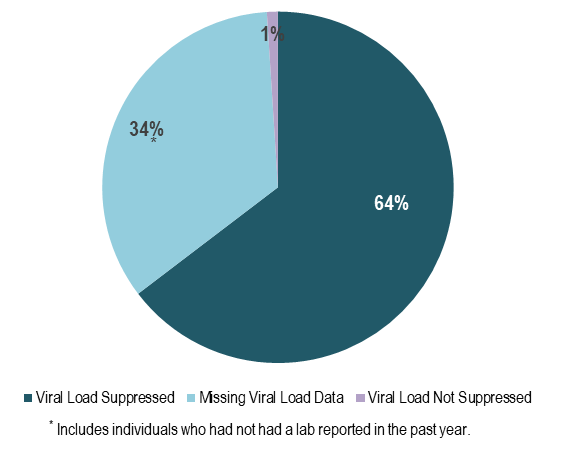 1%
34%
*
64%
Viral Load Suppressed Missing Viral Load Data Viral Load Not Suppressed
* Includes individuals who had not had a lab reported in the past year.